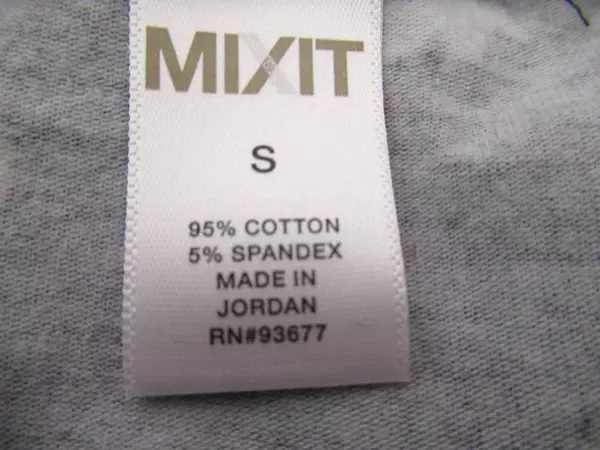 MIXIT
S
95% COTTON
5% SPANDEX
MADE IN
JORDAN
RN#93677